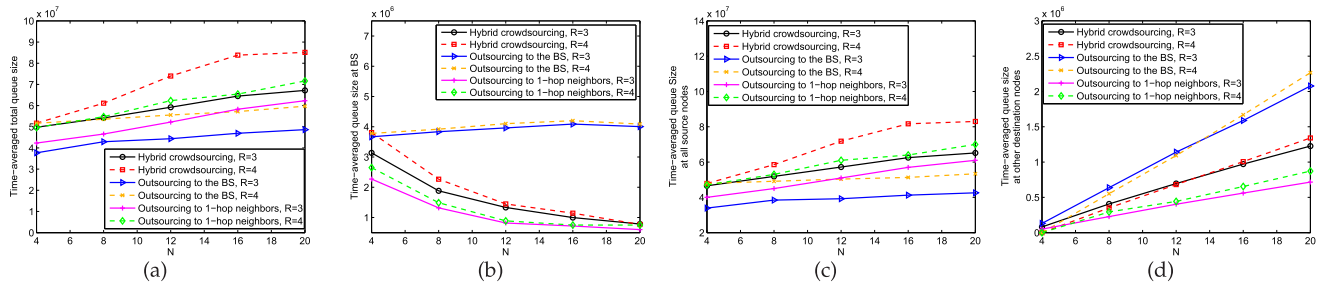 x 10^7
10
9
8
7
6
5
4
3
2
1
0
Time−averaged total queue size
Hybrid crowdsourcing, R=3
Hybrid crowdsourcing, R=4
Outsourcing to the BS, R=3
Outsourcing to the BS, R=4
Outsourcing to 1−hop neighbors, R=3
Outsourcing to 1−hop neighbors, R=4
4 6 8 10 12 14 16 18 20
N
(a)
x 10^6
7
6
5
4
3
2
1
Time−averaged queue size at BS
Hybrid crowdsourcing, R=3
Hybrid crowdsourcing, R=4
Outsourcing to the BS, R=3
Outsourcing to the BS, R=4
Outsourcing to 1−hop neighbors, R=3
Outsourcing to 1−hop neighbors, R=4
4 6 8 10 12 14 16 18 20
N
(b)
x 10^7
14
12
10
8
6
4
2
Time−averaged queue Size
at all source nodes
Hybrid crowdsourcing, R=3
Hybrid crowdsourcing, R=4
Outsourcing to the BS, R=3
Outsourcing to the BS, R=4
Outsourcing to 1−hop neighbors, R=3
Outsourcing to 1−hop neighbors, R=4
4 6 8 10 12 14 16 18 20
N
(c)
x 10^6
3
2.5
2
1.5
1
0.5
0
Time−averaged queue size
at other destination nodes
Hybrid crowdsourcing, R=3
Hybrid crowdsourcing, R=4
Outsourcing to the BS, R=3
Outsourcing to the BS, R=4
Outsourcing to 1−hop neighbors, R=3
Outsourcing to 1−hop neighbors, R=4
4 6 8 10 12 14 16 18 20
N
(d)